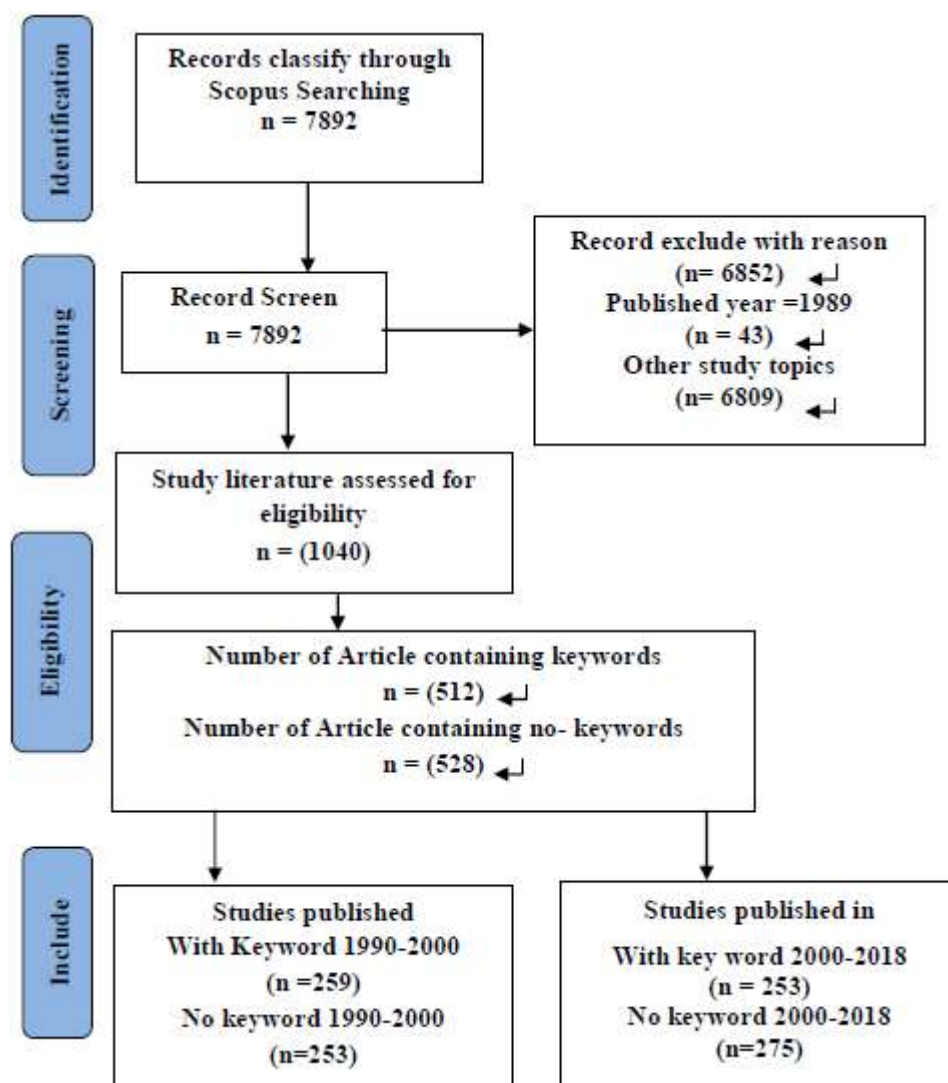 Identification
Records classify through
Scopus Searching
n = 7892
Screening
Record Screen
n = 7892
Record exclude with reason
(n= 6852)
Published year =1989
(n = 43)
Other study topics
(n= 6809)
Eligibility
Study literature assessed for
eligibility
n = (1040)
Number of Article containing keywords
n = (512)
Number of Article containing no- keywords
n = (528)
Include
Studies published
With Keyword 1990-2000
(n =259)
No keyword 1990-2000
(n=253)
Studies published in
With key word 2000-2018
(n = 253)
No keyword 2000-2018
(n=275)